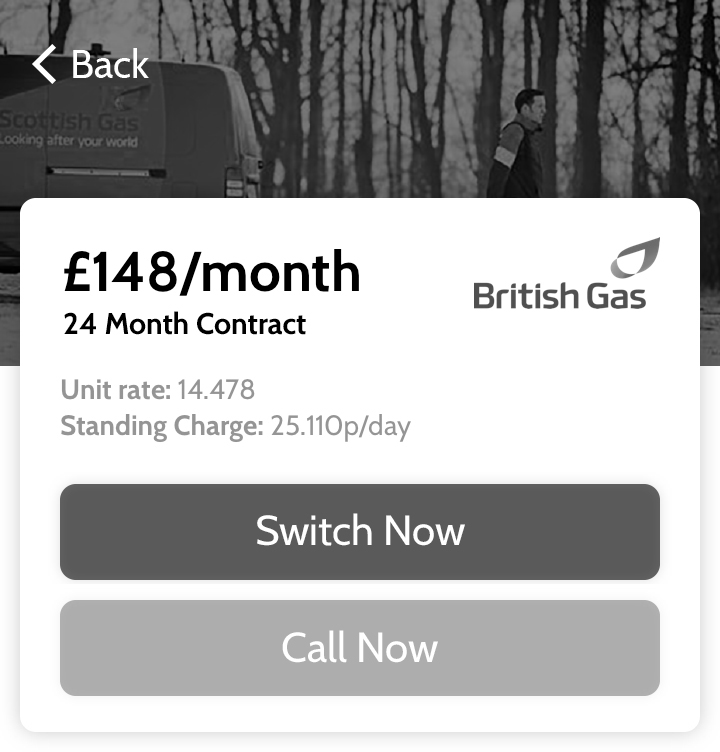 Back
Scottish Gas
Looking after your world
£148/month
British Gas
24 Month Contract
Unit rate: 14.478
Standing Charge: 25.110p/day
Switch Now
Call Now